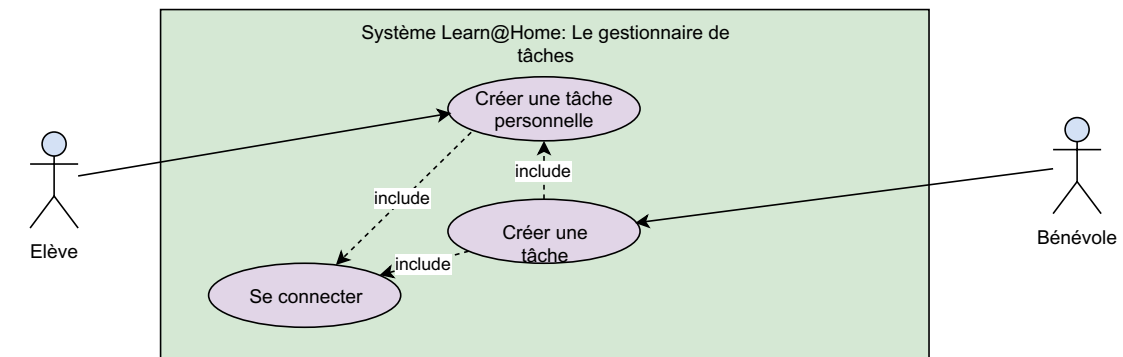 Système Learn@Home: Le gestionnaire de
tâches
Créer une tâche
personnelle
include
include
Elève
Créer une
tâche
Bénévole
include
Se connecter